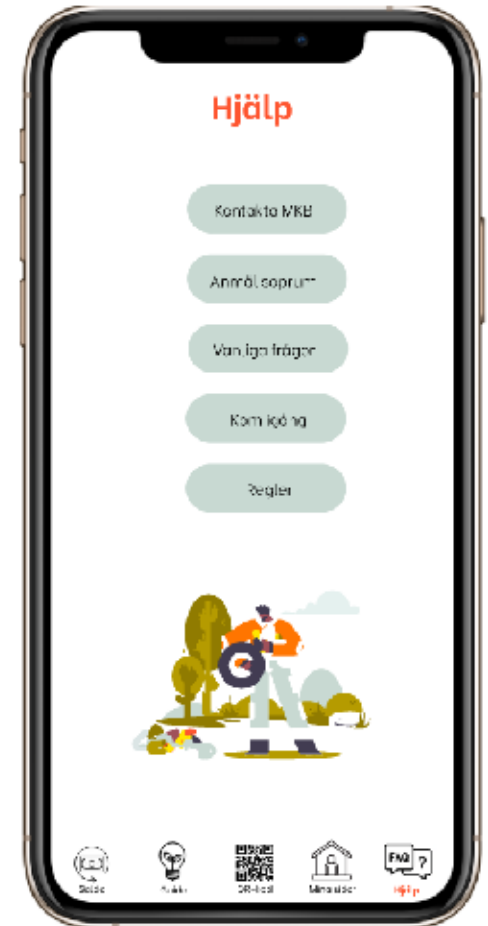 Hjälp
Kontakta MKB
Anmäl soprum
Vanliga frågor
Kom igång
Regler
QR-kod
Mina sidor
FAQ ?
Hjälp